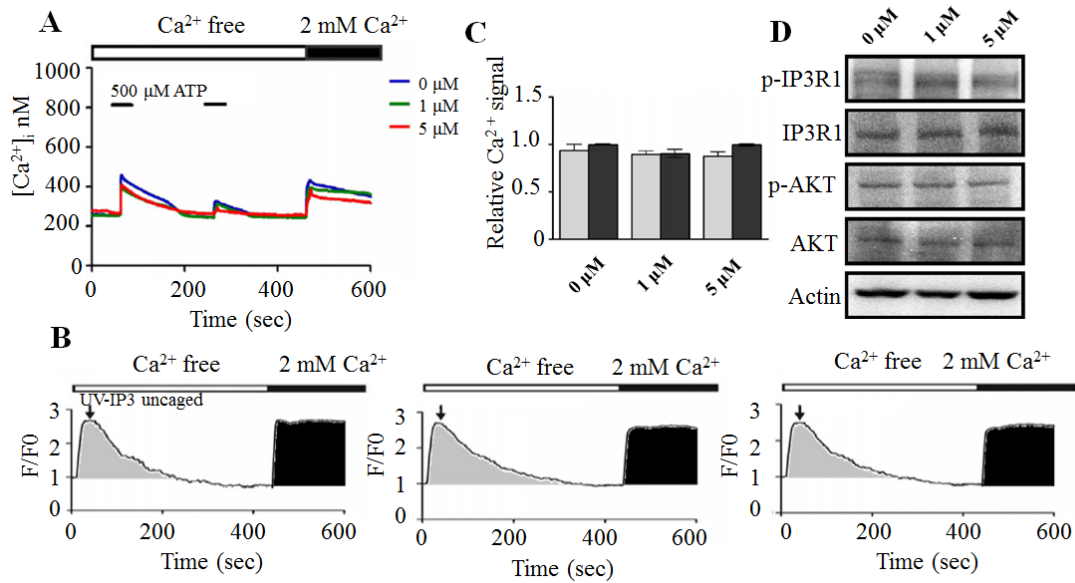 A
Ca²⁺ free
2 mM Ca²⁺
1000
800
600
400
200
0
[Ca²⁺]ᵢ nM
500 μM ATP
0 μM
1 μM
5 μM
0
200
400
600
Time (sec)
C
Relative Ca²⁺ signal
1.5
1.0
0.5
0
0 μM
1 μM
5 μM
D
0 μM
1 μM
5 μM
p-IP3R1
IP3R1
p-AKT
AKT
Actin
B
Ca²⁺ free
2 mM Ca²⁺
UV-IP3 uncaged
F/F0
3
2
1
0
0
200
400
600
Time (sec)
Ca²⁺ free
2 mM Ca²⁺
F/F0
3
2
1
0
0
200
400
600
Time (sec)
Ca²⁺ free
2 mM Ca²⁺
F/F0
3
2
1
0
0
200
400
600
Time (sec)